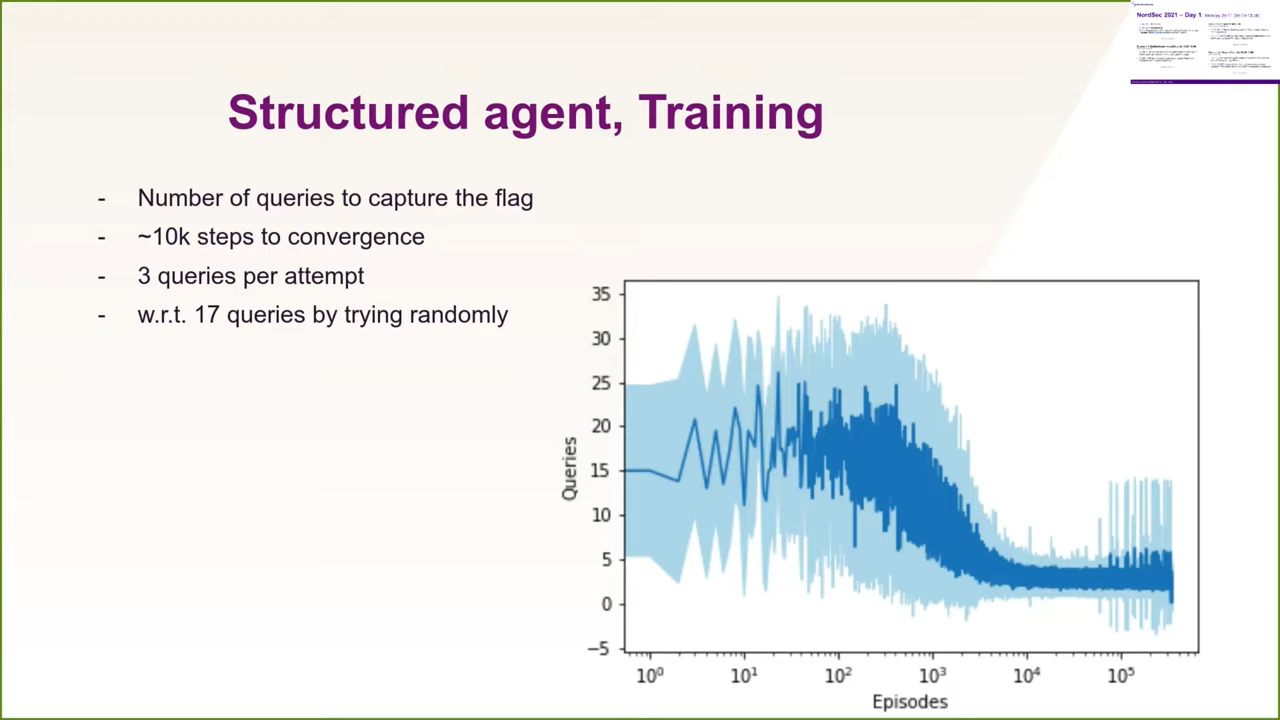 NordSec 2021 – Day 1:
Structured agent, Training
- Number of queries to capture the flag
- ~10k steps to convergence
- 3 queries per attempt
- w.r.t. 17 queries by trying randomly
35
30
25
20
15
10
5
0
−5
Queries
10⁰ 10¹ 10² 10³ 10⁴ 10⁵
Episodes